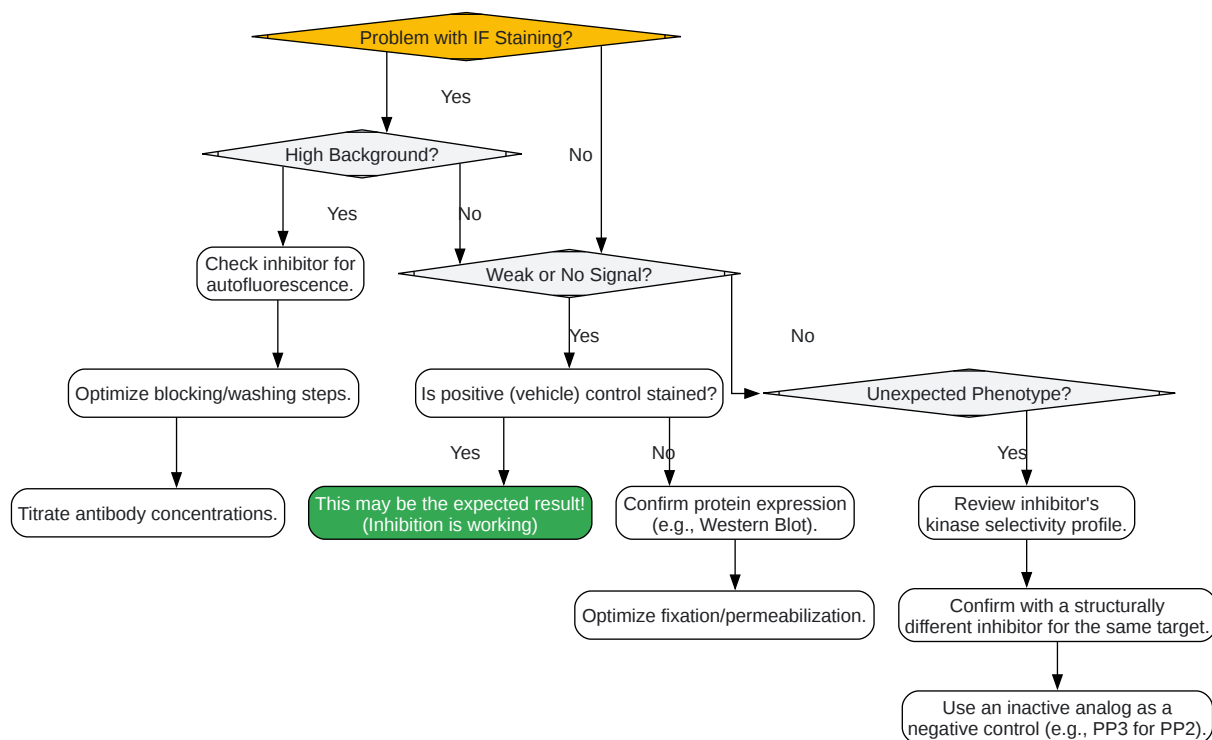 Problem with IF Staining?
Yes
No
High Background?
Yes
No
Check inhibitor for
autofluorescence.
Weak or No Signal?
Yes
No
Optimize blocking/washing steps.
Is positive (vehicle) control stained?
Unexpected Phenotype?
Yes
No
Yes
Titrate antibody concentrations.
This may be the expected result!
(Inhibition is working)
Confirm protein expression
(e.g., Western Blot).
Review inhibitor's
kinase selectivity profile.
Optimize fixation/permeabilization.
Confirm with a structurally
different inhibitor for the same target.
Use an inactive analog as a
negative control (e.g., PP3 for PP2).